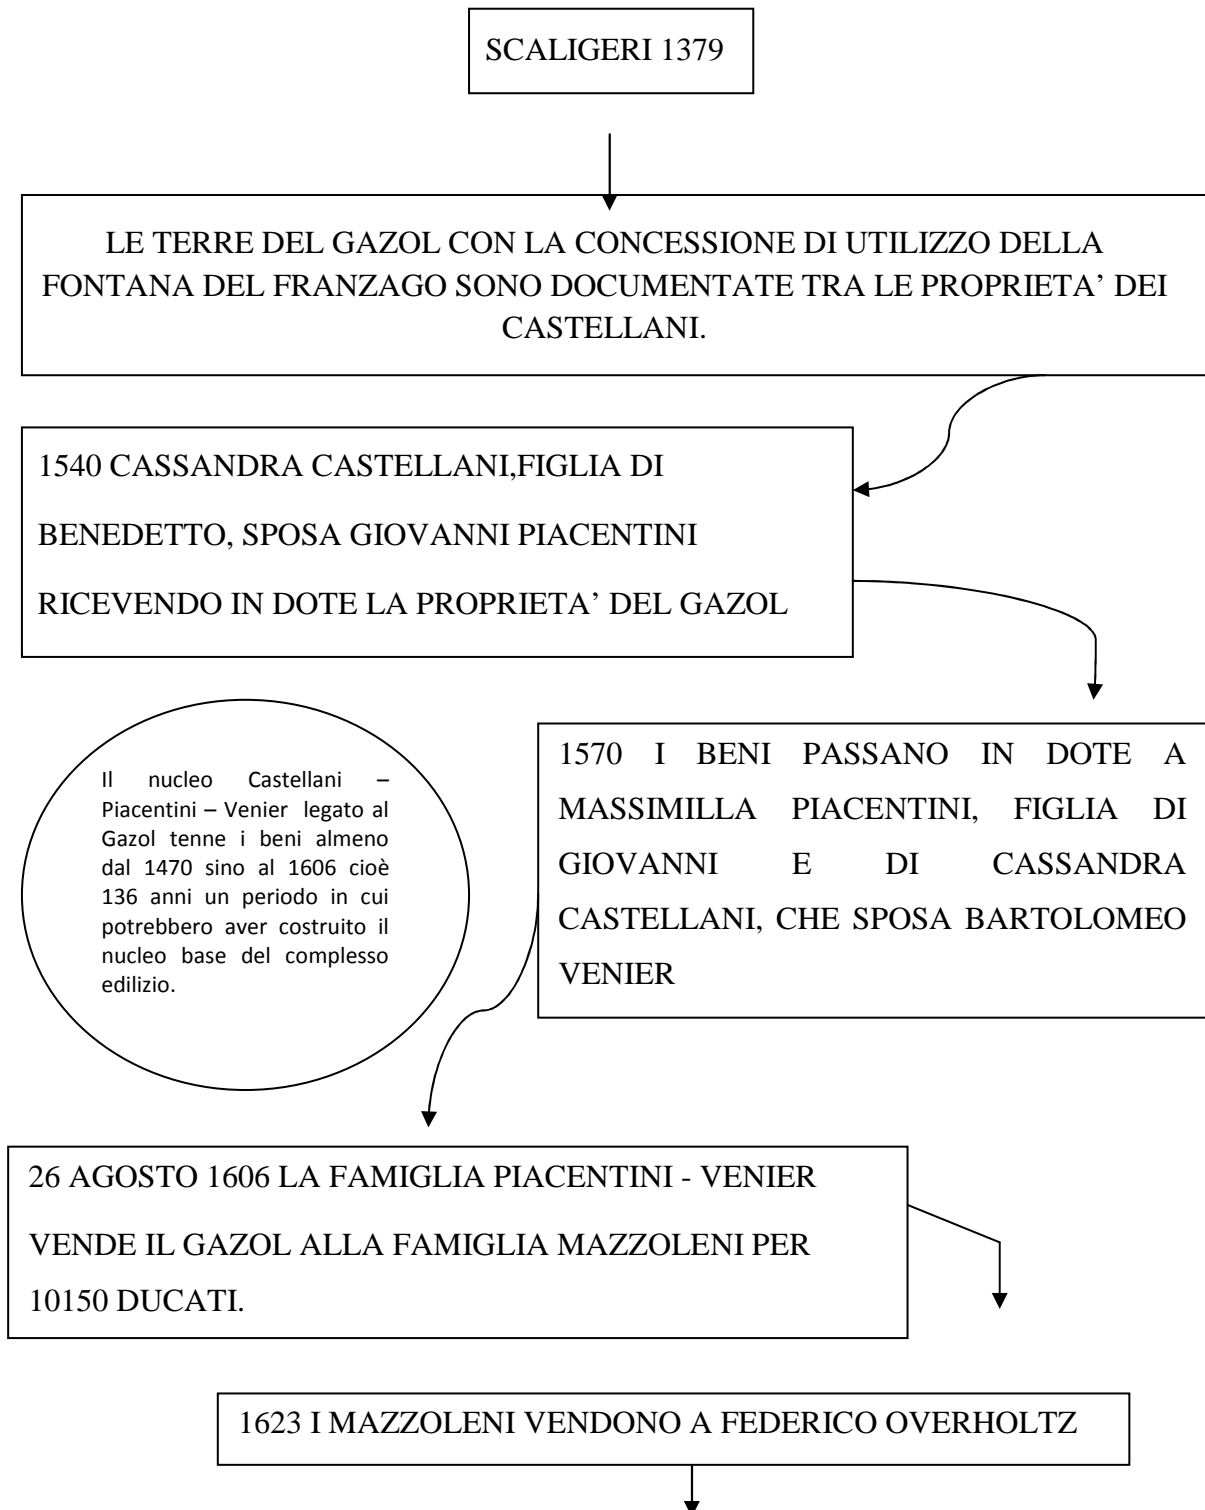 SCALIGERI 1379
LE TERRE DEL GAZOL CON LA CONCESSIONE DI UTILIZZO DELLA
FONTANA DEL FRANZAGO SONO DOCUMENTATE TRA LE PROPRIETA’ DEI
CASTELLANI.
1540 CASSANDRA CASTELLANI,FIGLIA DI
BENEDETTO, SPOSA GIOVANNI PIACENTINI
RICEVENDO IN DOTE LA PROPRIETA’ DEL GAZOL
1570 I BENI PASSANO IN DOTE A
MASSIMILLA PIACENTINI, FIGLIA DI
GIOVANNI E DI CASSANDRA
CASTELLANI, CHE SPOSA BARTOLOMEO
VENIER
Il nucleo Castellani –
Piacentini – Venier legato al
Gazol tenne i beni almeno
dal 1470 sino al 1606 cioè
136 anni un periodo in cui
potrebbero aver costruito il
nucleo base del complesso
edilizio.
26 AGOSTO 1606 LA FAMIGLIA PIACENTINI - VENIER
VENDE IL GAZOL ALLA FAMIGLIA MAZZOLENI PER
10150 DUCATI.
1623 I MAZZOLENI VENDONO A FEDERICO OVERHOLTZ